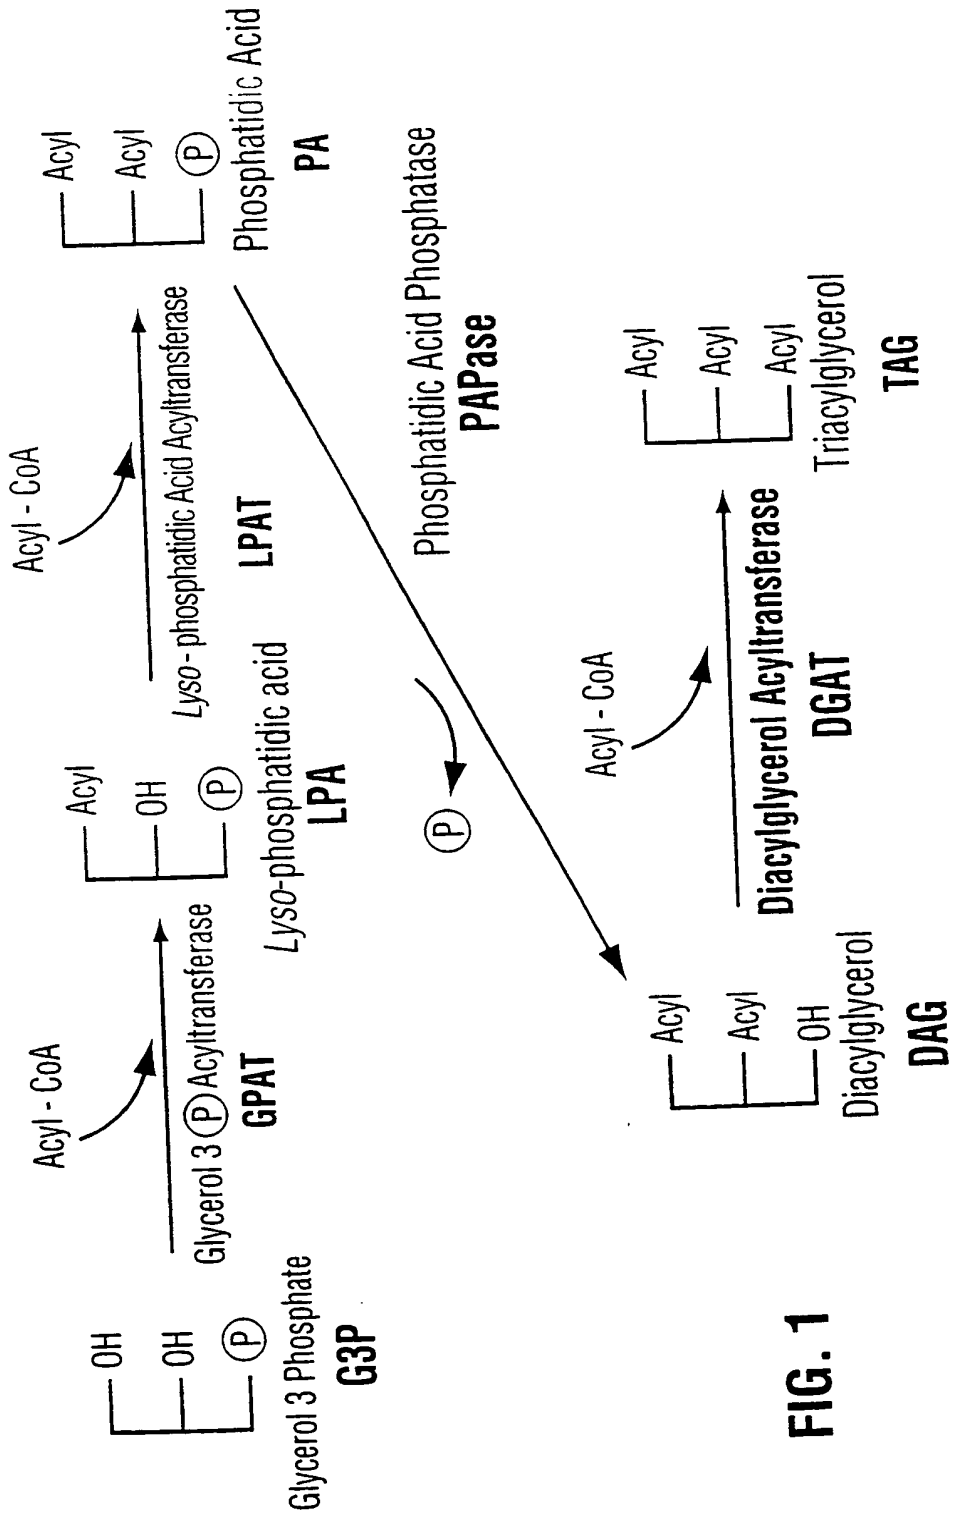 Acyl - CoA
Acyl - CoA
OH
OH
P
Glycerol 3 Phosphate
G3P
Glycerol 3 P Acyltransferase
GPAT
Acyl
OH
P
Lyso-phosphatidic acid
LPA
Lyso- phosphatidic Acid Acyltransferase
LPAT
Acyl
Acyl
P
Phosphatidic Acid
PA
P
Phosphatidic Acid Phosphatase
PAPase
Acyl
Acyl
OH
Diacylglycerol
DAG
Acyl - CoA
Diacylglycerol Acyltransferase
DGAT
Acyl
Acyl
Acyl
Triacylglycerol
TAG
FIG. 1